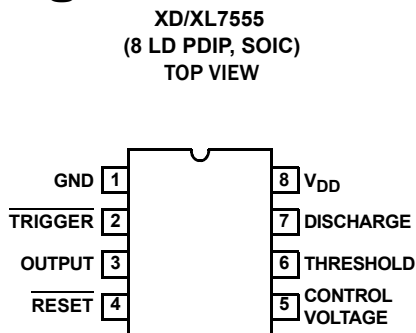 XD/XL7555
(8 LD PDIP, SOIC)
TOP VIEW
GND 1
8 VDD
TRIGGER 2
7 DISCHARGE
OUTPUT 3
6 THRESHOLD
RESET 4
5 CONTROL
VOLTAGE